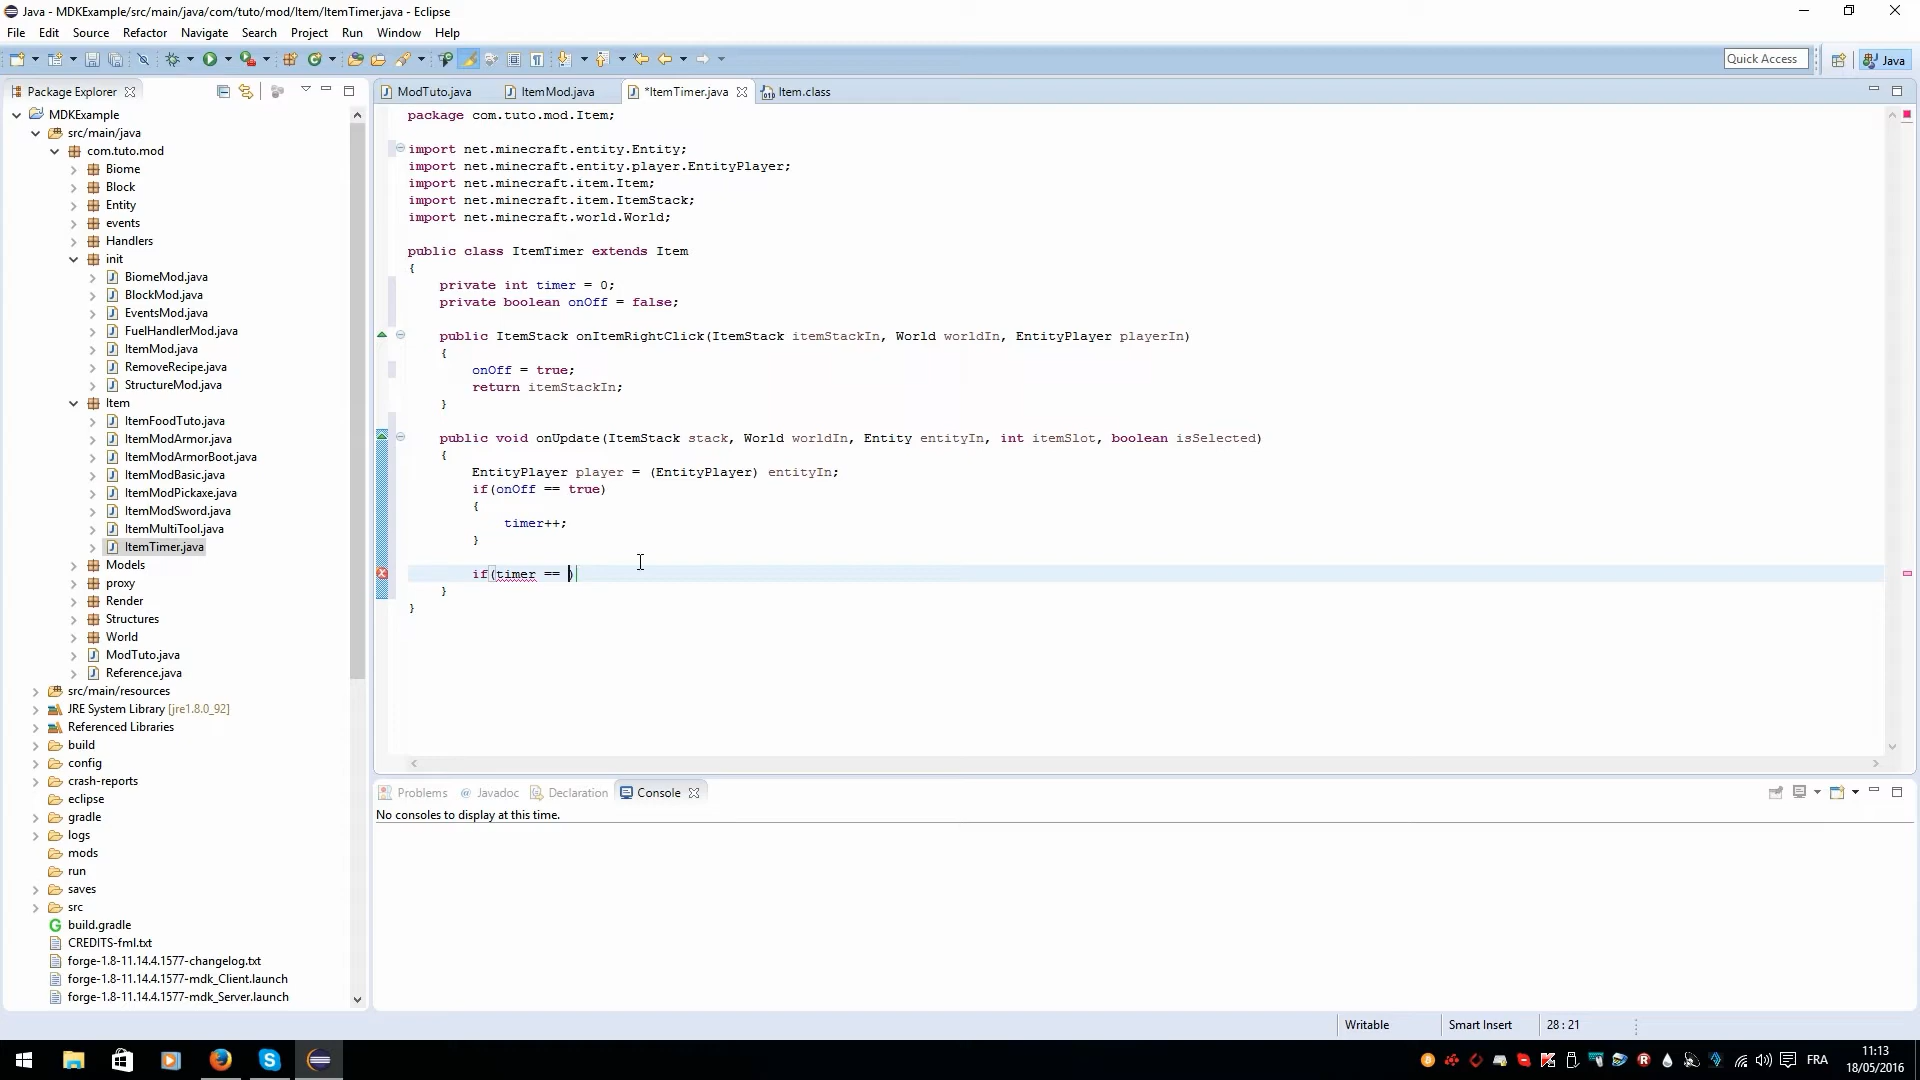 Java - MDKExample/src/main/java/com/tuto/mod/Item/ItemTimer.java - Eclipse
File Edit Source Refactor Navigate Search Project Run Window Help
Quick Access
Java
Package Explorer
MDKExample
src/main/java
com.tuto.mod
Biome
Block
Entity
events
Handlers
init
BiomeMod.java
BlockMod.java
EventsMod.java
FuelHandlerMod.java
ItemMod.java
RemoveRecipe.java
StructureMod.java
Item
ItemFoodTuto.java
ItemModArmor.java
ItemModArmorBoot.java
ItemModBasic.java
ItemModPickaxe.java
ItemModSword.java
ItemMultiTool.java
ItemTimer.java
Models
proxy
Render
Structures
World
ModTuto.java
Reference.java
src/main/resources
JRE System Library [jre1.8.0_92]
Referenced Libraries
build
config
crash-reports
eclipse
gradle
logs
mods
run
saves
src
build.gradle
CREDITS-fml.txt
forge-1.8-11.14.4.1577-changelog.txt
forge-1.8-11.14.4.1577-mdk_Client.launch
forge-1.8-11.14.4.1577-mdk_Server.launch
ModTuto.java ItemMod.java *ItemTimer.java Item.class
package com.tuto.mod.Item;
import net.minecraft.entity.Entity;
import net.minecraft.entity.player.EntityPlayer;
import net.minecraft.item.Item;
import net.minecraft.item.ItemStack;
import net.minecraft.world.World;
public class ItemTimer extends Item
{
private int timer = 0;
private boolean onOff = false;
public ItemStack onItemRightClick(ItemStack itemStackIn, World worldIn, EntityPlayer playerIn)
{
onOff = true;
return itemStackIn;
}
public void onUpdate(ItemStack stack, World worldIn, Entity entityIn, int itemSlot, boolean isSelected)
{
EntityPlayer player = (EntityPlayer) entityIn;
if(onOff == true)
{
timer++;
}
if(timer == )
}
}
Problems @ Javadoc Declaration Console
No consoles to display at this time.
Writable Smart Insert 28 : 21
FRA
11:13
18/05/2016